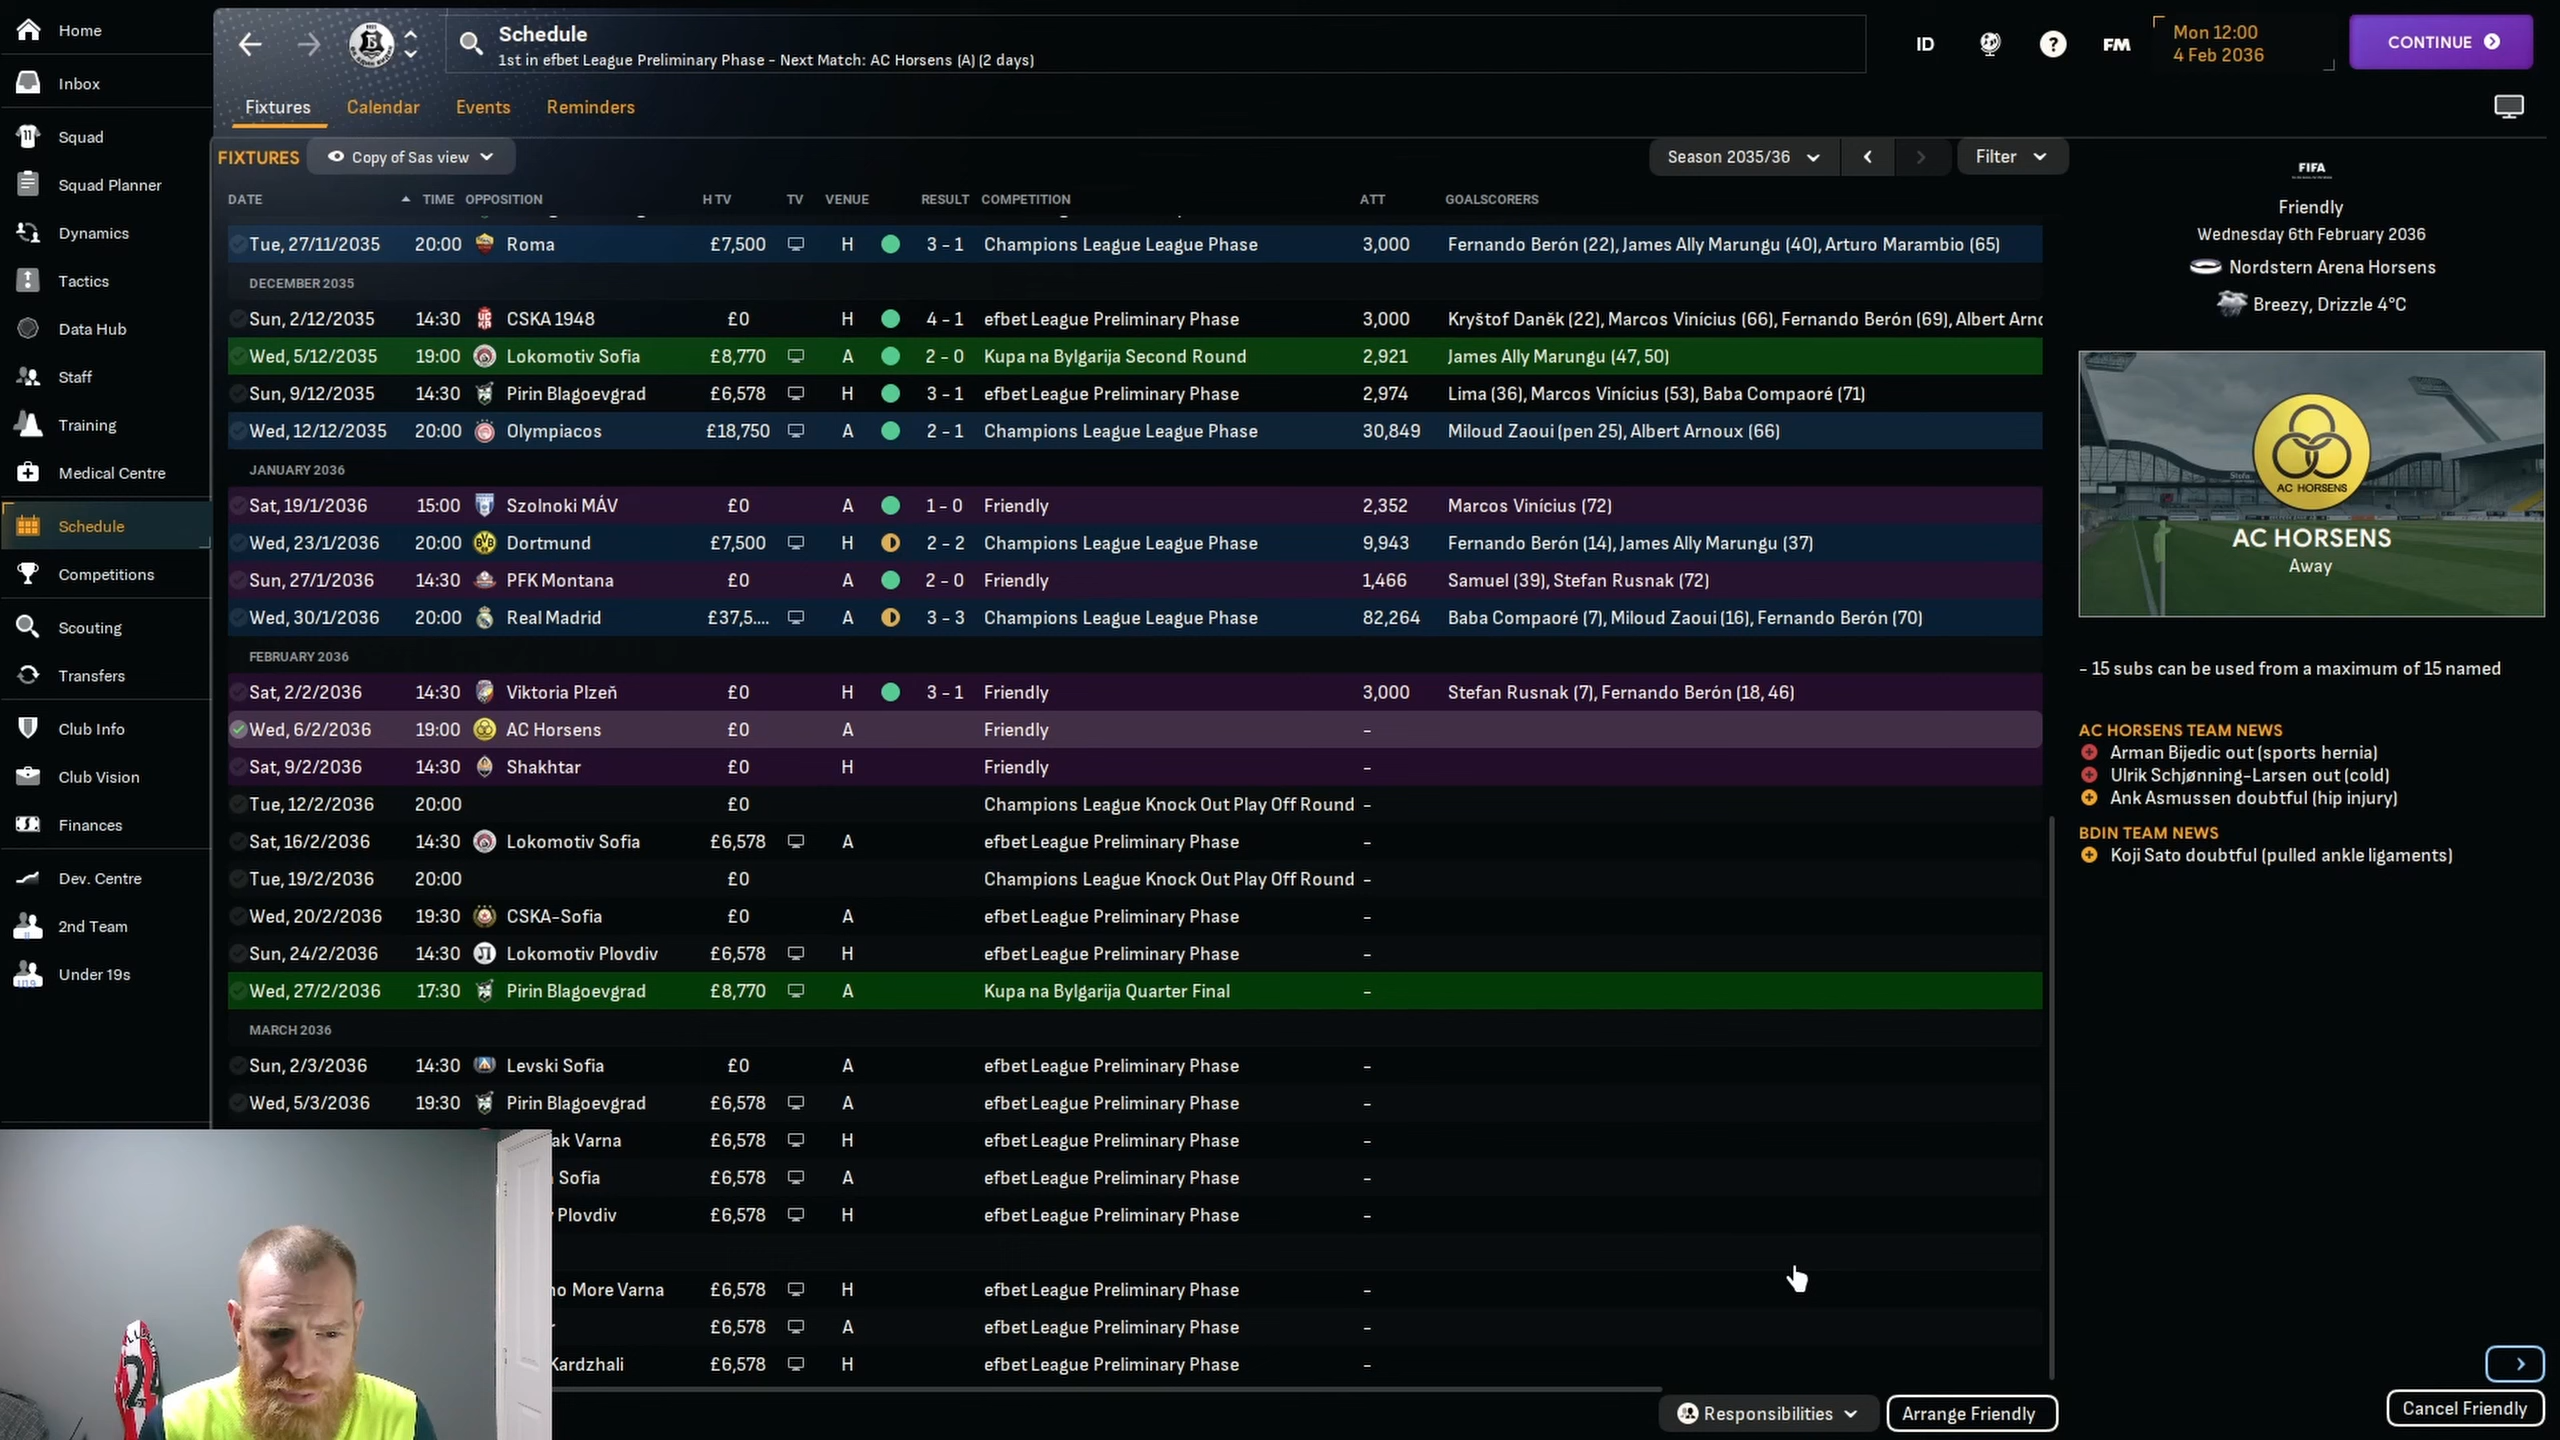 Home
Inbox
Squad
Squad Planner
Dynamics
Tactics
Data Hub
Staff
Training
Medical Centre
Schedule
Competitions
Scouting
Transfers
Club Info
Club Vision
Finances
Dev. Centre
2nd Team
Under 19s
Schedule
1st in efbet League Preliminary Phase - Next Match: AC Horsens (A) (2 days)
ID
FM
Mon 12:00
4 Feb 2036
CONTINUE
Fixtures Calendar Events Reminders
FIXTURES Copy of Sas view Season 2035/36 Filter
DATE TIME OPPOSITION H TV TV VENUE RESULT COMPETITION ATT GOALSCORERS
Tue, 27/11/2035 20:00 Roma £7,500 H 3 - 1 Champions League League Phase 3,000 Fernando Berón (22), James Ally Marungu (40), Arturo Marambio (65)
DECEMBER 2035
Sun, 2/12/2035 14:30 CSKA 1948 £0 H 4 - 1 efbet League Preliminary Phase 3,000 Kryštof Daněk (22), Marcos Vinícius (66), Fernando Berón (69), Albert Arno
Wed, 5/12/2035 19:00 Lokomotiv Sofia £8,770 A 2 - 0 Kupa na Bylgarija Second Round 2,921 James Ally Marungu (47, 50)
Sun, 9/12/2035 14:30 Pirin Blagoevgrad £6,578 H 3 - 1 efbet League Preliminary Phase 2,974 Lima (36), Marcos Vinícius (53), Baba Compaoré (71)
Wed, 12/12/2035 20:00 Olympiacos £18,750 A 2 - 1 Champions League League Phase 30,849 Miloud Zaoui (pen 25), Albert Arnoux (66)
JANUARY 2036
Sat, 19/1/2036 15:00 Szolnoki MÁV £0 A 1 - 0 Friendly 2,352 Marcos Vinícius (72)
Wed, 23/1/2036 20:00 Dortmund £7,500 H 2 - 2 Champions League League Phase 9,943 Fernando Berón (14), James Ally Marungu (37)
Sun, 27/1/2036 14:30 PFK Montana £0 A 2 - 0 Friendly 1,466 Samuel (39), Stefan Rusnak (72)
Wed, 30/1/2036 20:00 Real Madrid £37,5.... A 3 - 3 Champions League League Phase 82,264 Baba Compaoré (7), Miloud Zaoui (16), Fernando Berón (70)
FEBRUARY 2036
Sat, 2/2/2036 14:30 Viktoria Plzeň £0 H 3 - 1 Friendly 3,000 Stefan Rusnak (7), Fernando Berón (18, 46)
Wed, 6/2/2036 19:00 AC Horsens £0 A Friendly -
Sat, 9/2/2036 14:30 Shakhtar £0 H Friendly -
Tue, 12/2/2036 20:00 £0 Champions League Knock Out Play Off Round -
Sat, 16/2/2036 14:30 Lokomotiv Sofia £6,578 A efbet League Preliminary Phase -
Tue, 19/2/2036 20:00 £0 Champions League Knock Out Play Off Round -
Wed, 20/2/2036 19:30 CSKA-Sofia £0 A efbet League Preliminary Phase -
Sun, 24/2/2036 14:30 Lokomotiv Plovdiv £6,578 H efbet League Preliminary Phase -
Wed, 27/2/2036 17:30 Pirin Blagoevgrad £8,770 A Kupa na Bylgarija Quarter Final -
MARCH 2036
Sun, 2/3/2036 14:30 Levski Sofia £0 A efbet League Preliminary Phase -
Wed, 5/3/2036 19:30 Pirin Blagoevgrad £6,578 A efbet League Preliminary Phase -
ak Varna £6,578 H efbet League Preliminary Phase -
Sofia £6,578 A efbet League Preliminary Phase -
Plovdiv £6,578 H efbet League Preliminary Phase -
no More Varna £6,578 H efbet League Preliminary Phase -
£6,578 A efbet League Preliminary Phase -
Kardzhali £6,578 H efbet League Preliminary Phase -
Responsibilities
Arrange Friendly
FIFA
Friendly
Wednesday 6th February 2036
Nordstern Arena Horsens
Breezy, Drizzle 4°C
AC HORSENS
AC HORSENS
Away
- 15 subs can be used from a maximum of 15 named
AC HORSENS TEAM NEWS
Arman Bijedic out (sports hernia)
Ulrik Schjønning-Larsen out (cold)
Ank Asmussen doubtful (hip injury)
BDIN TEAM NEWS
Koji Sato doubtful (pulled ankle ligaments)
Cancel Friendly